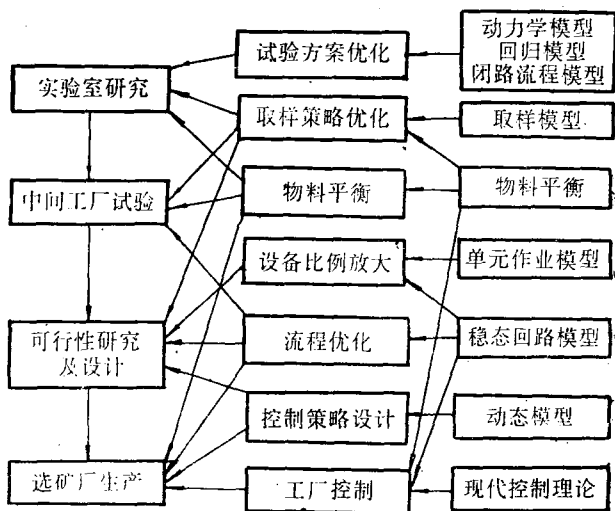 试验方案优化
动力学模型
回归模型
闭路流程模型
实验室研究
取样策略优化
取样模型
中间工厂试验
物料平衡
物料平衡
设备比例放大
单元作业模型
可行性研究
及设计
流程优化
稳态回路模型
控制策略设计
动态模型
选矿厂生产
工厂控制
现代控制理论